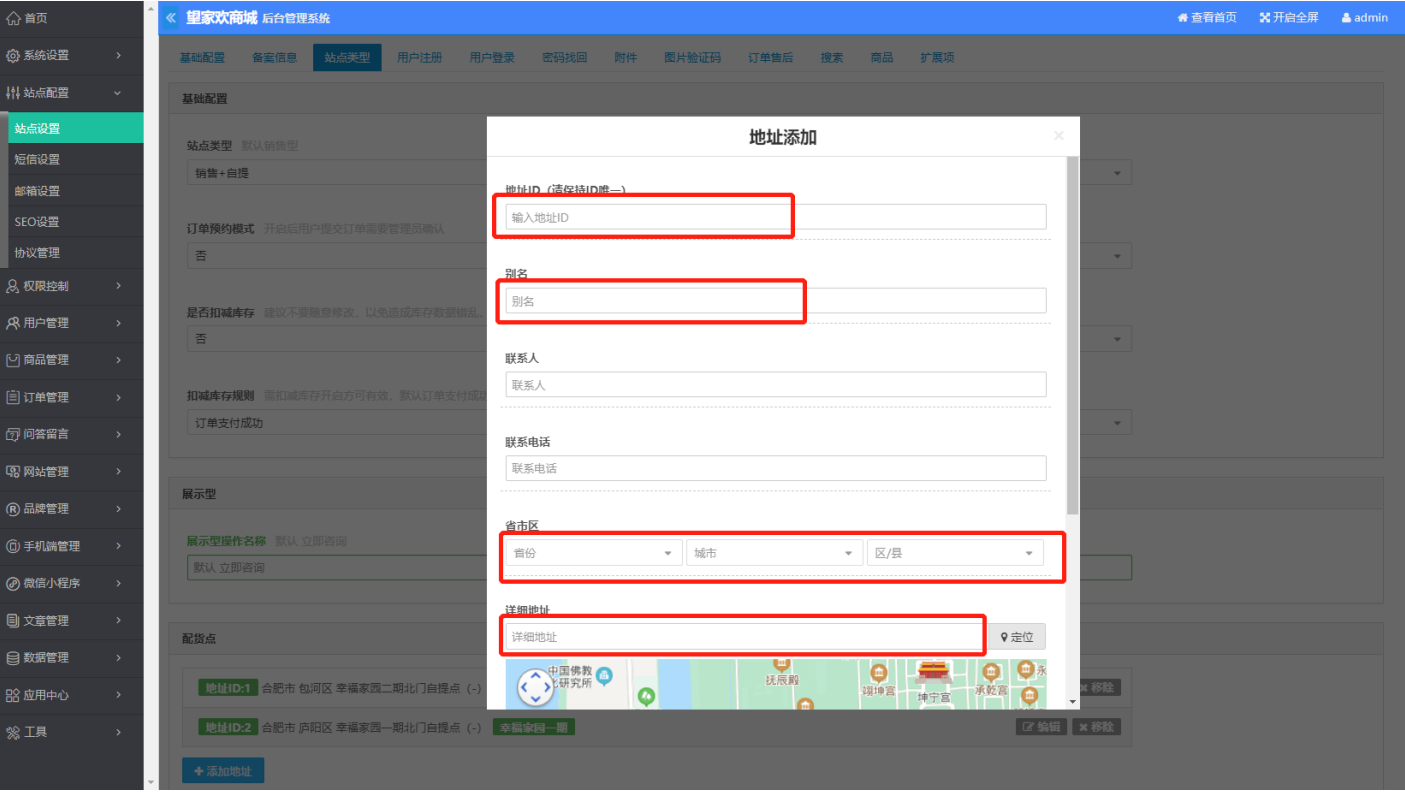 首页
系统设置
站点配置
站点设置
短信设置
邮箱设置
SEO设置
协议管理
权限控制
用户管理
商品管理
订单管理
问答留言
网站管理
品牌管理
手机端管理
微信小程序
文章管理
数据管理
应用中心
工具
望家欢商城 后台管理系统
查看首页 开启全屏 admin
基础配置 备案信息 站点类型 用户注册 用户登录 密码找回 附件 图片验证码 订单售后 搜索 商品 扩展项
基础配置
站点类型 默认销售型
销售+自提
订单预约模式 开启后用户提交订单需要管理员确认
否
是否扣减库存 建议不要随意修改，以免造成库存数据错乱。
否
扣减库存规则 需扣减库存开启方可有效，默认订单支付成功
订单支付成功
展示型
展示型操作名称 默认 立即咨询
默认 立即咨询
配货点
地址ID:1 合肥市 包河区 幸福家园二期北门自提点 (-)
移除
地址ID:2 合肥市 庐阳区 幸福家园一期北门自提点 (-) 幸福家园一期
编辑 移除
添加地址
地址添加
地址ID（请保持ID唯一）
输入地址ID
别名
别名
联系人
联系人
联系电话
联系电话
省市区
省份 城市 区/县
详细地址
详细地址 定位
中国佛教
研究所
抚辰殿
翊坤宫
坤宁宫
承乾宫
永